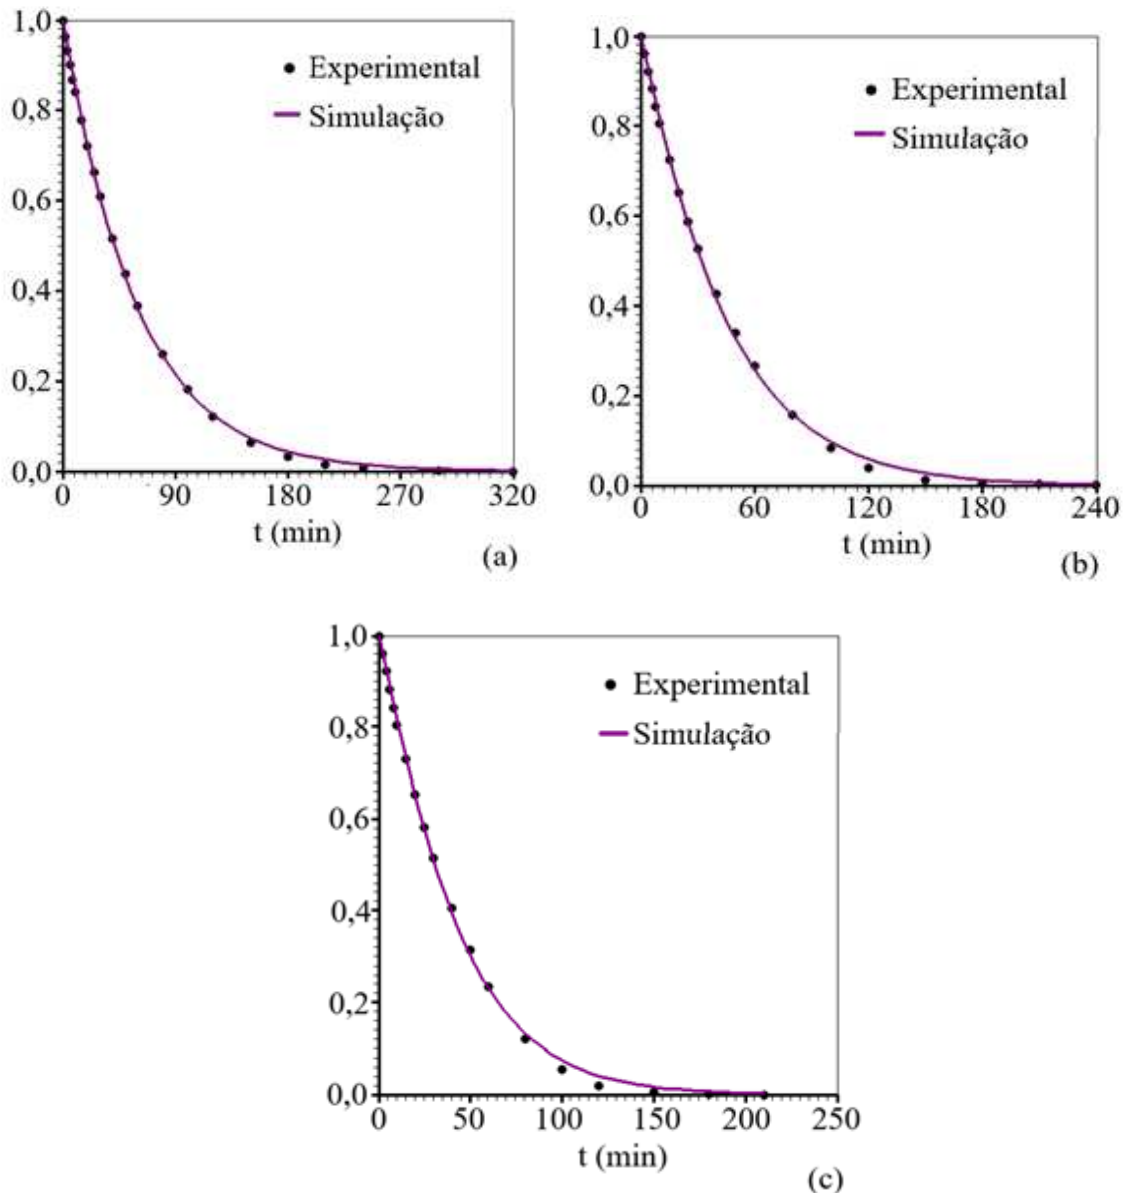 1,0
0,8
0,6
0,4
0,2
0,0
Experimental
Simulação
0 90 180 270 320
t (min)
(a)
1,0
0,8
0,6
0,4
0,2
0,0
Experimental
Simulação
0 60 120 180 240
t (min)
(b)
1,0
0,8
0,6
0,4
0,2
0,0
Experimental
Simulação
0 50 100 150 200 250
t (min)
(c)